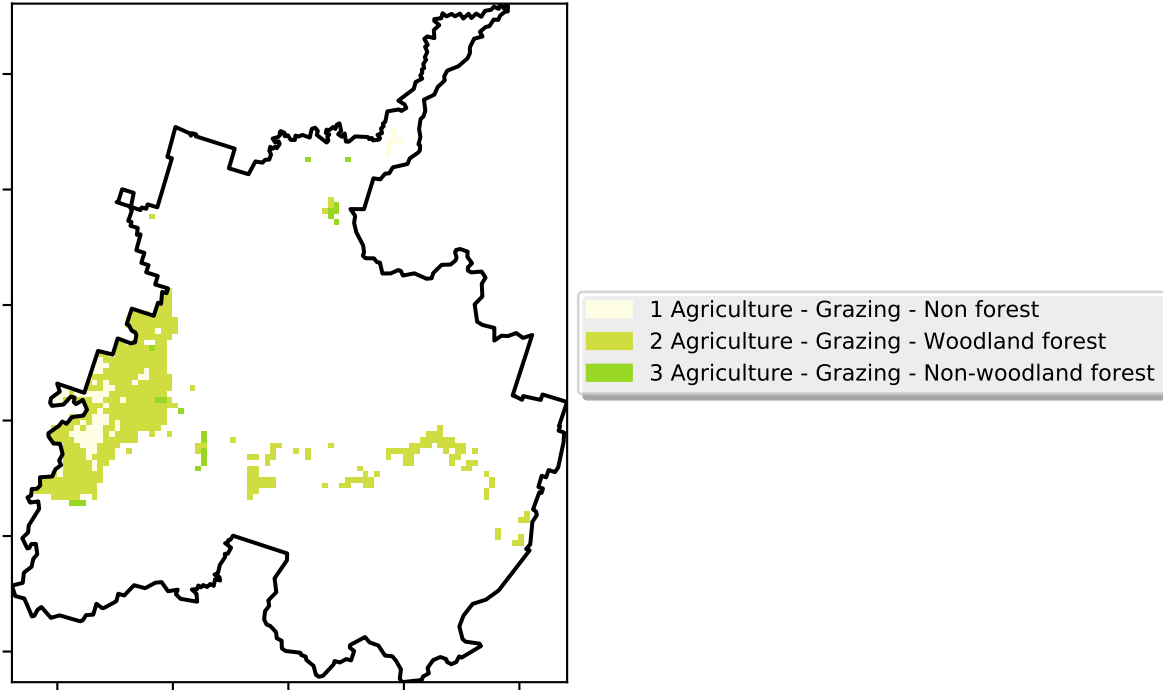 1 Agriculture - Grazing - Non forest
2 Agriculture - Grazing - Woodland forest
3 Agriculture - Grazing - Non-woodland forest